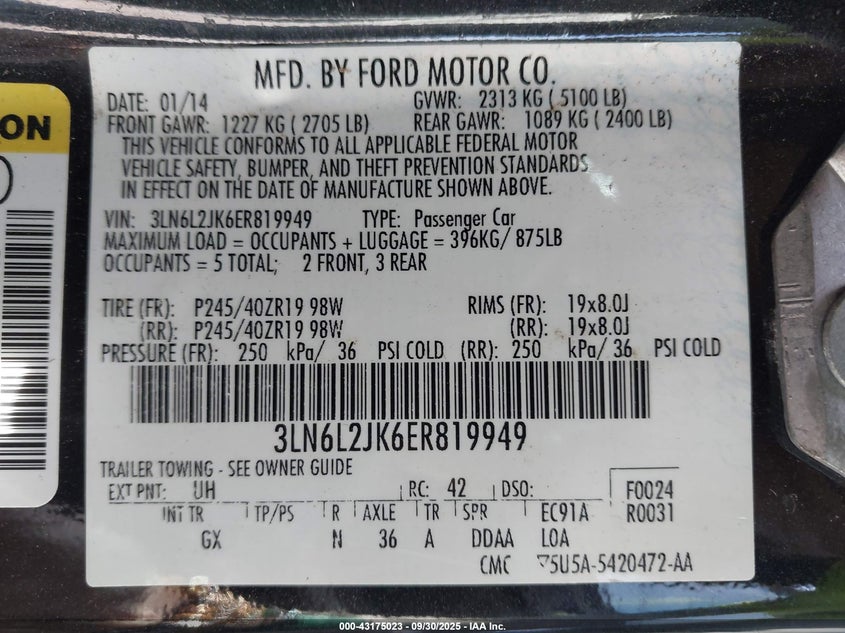 MFD. BY FORD MOTOR CO.
DATE: 01/14 GVWR: 2313 KG ( 5100 LB)
FRONT GAWR: 1227 KG ( 2705 LB) REAR GAWR: 1089 KG ( 2400 LB)
THIS VEHICLE CONFORMS TO ALL APPLICABLE FEDERAL MOTOR
VEHICLE SAFETY, BUMPER, AND THEFT PREVENTION STANDARDS
IN EFFECT ON THE DATE OF MANUFACTURE SHOWN ABOVE.
VIN: 3LN6L2JK6ER819949 TYPE: Passenger Car
MAXIMUM LOAD = OCCUPANTS + LUGGAGE = 396KG/ 875LB
OCCUPANTS = 5 TOTAL; 2 FRONT, 3 REAR
TIRE (FR): P245/40ZR19 98W RIMS (FR): 19x8.0J
(RR): P245/40ZR19 98W (RR): 19x8.0J
PRESSURE (FR): 250 kPa/ 36 PSI COLD (RR): 250 kPa/ 36 PSI COLD
3LN6L2JK6ER819949
TRAILER TOWING - SEE OWNER GUIDE
EXT PNT: UH RC: 42 DSO: F0024
INT TR TP/PS R AXLE TR SPR EC91A R0031
GX N 36 A DDAA LOA
CMC 5U5A-5420472-AA
000-43175023 - 09/30/2025 - IAA Inc.